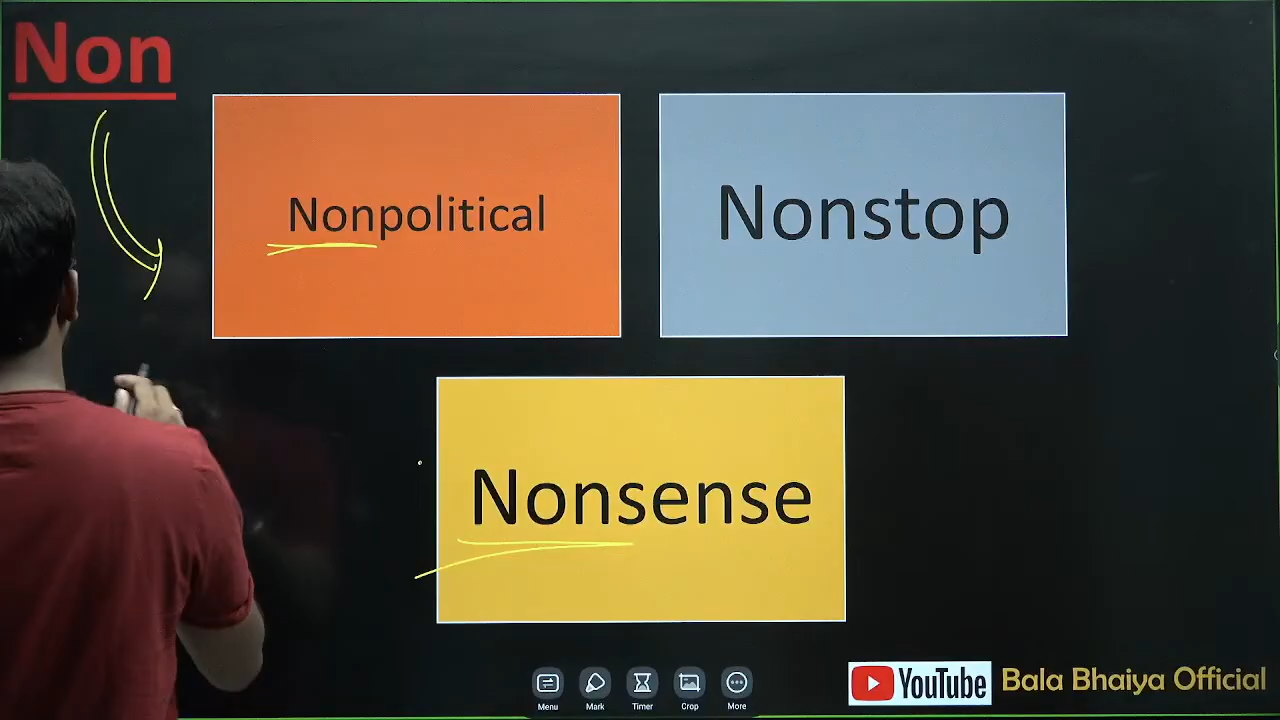 Non
Nonpolitical
Nonstop
Nonsense
Menu
Mark
Timer
Crop
More
YouTube
Bala Bhaiya Official